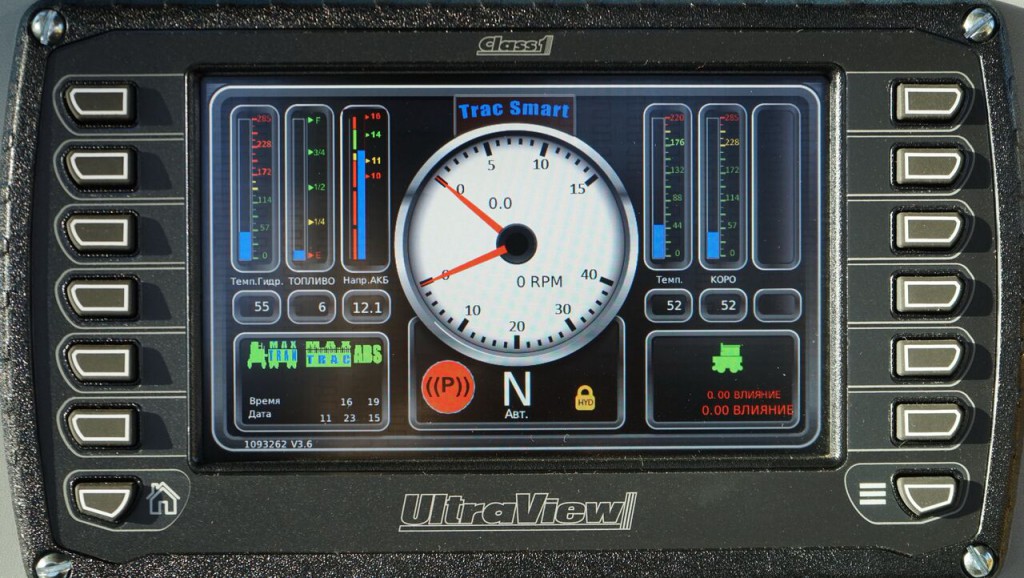 Class1
Trac Smart
285
228
172
114
57
0
F
3/4
1/2
1/4
E
16
14
11
10
0
5
10
15
0.0
0 RPM
0
10
20
30
40
220
176
132
88
44
0
285
228
172
114
57
0
Темп.Гидр.
ТОПЛИВО
Напр.АКБ
Темп.
КОРО
55
6
12.1
52
52
MAX TRAN
MAX TRAC
ABS
Время 16 19
Дата 11 23 15
((P))
N
Авт.
HYD
0.00 ВЛИЯНИЕ
0.00 ВЛИЯНИЕ
1093262 V3.6
UltraView